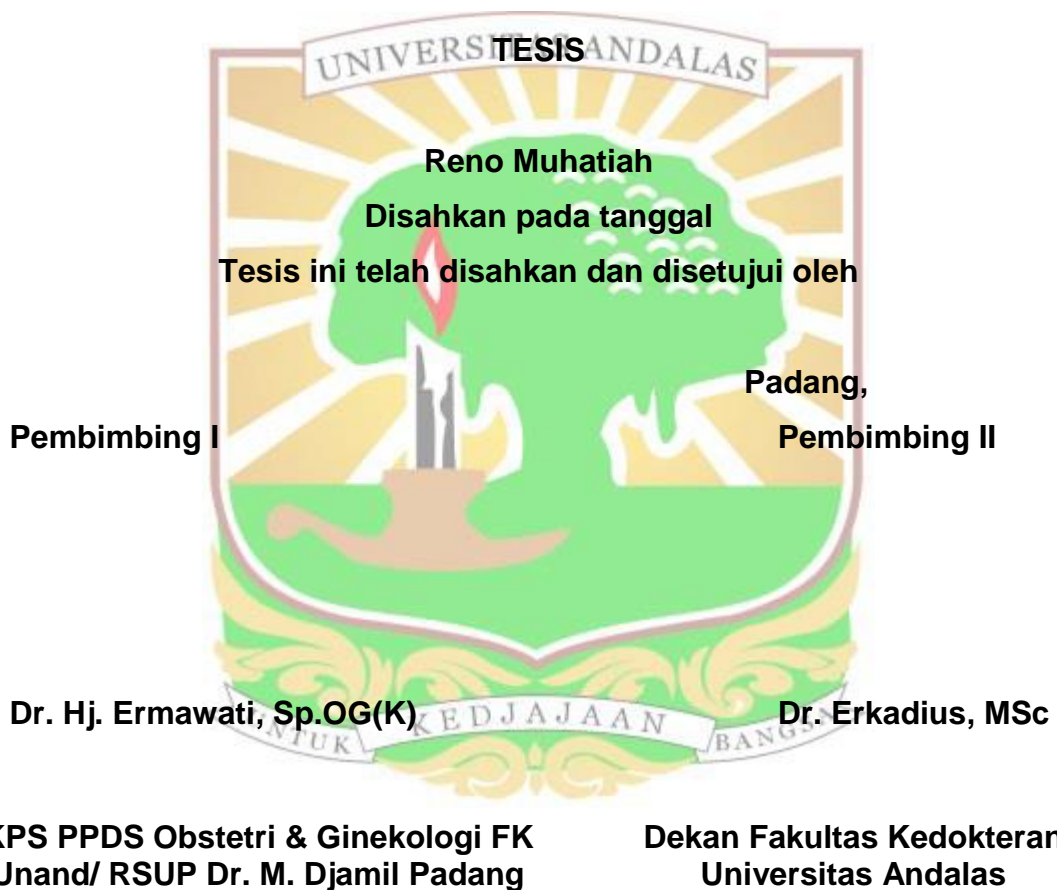 TESIS
UNIVERSITAS ANDALAS
Reno Muhatiah
Disahkan pada tanggal
Tesis ini telah disahkan dan disetujui oleh
Padang,
Pembimbing I Pembimbing II
Dr. Hj. Ermawati, Sp.OG(K) Dr. Erkadius, MSc
UNTUK KEDJAJAAN BANGSA
KPS PPDS Obstetri & Ginekologi FK Dekan Fakultas Kedokteran
Unand/ RSUP Dr. M. Djamil Padang Universitas Andalas